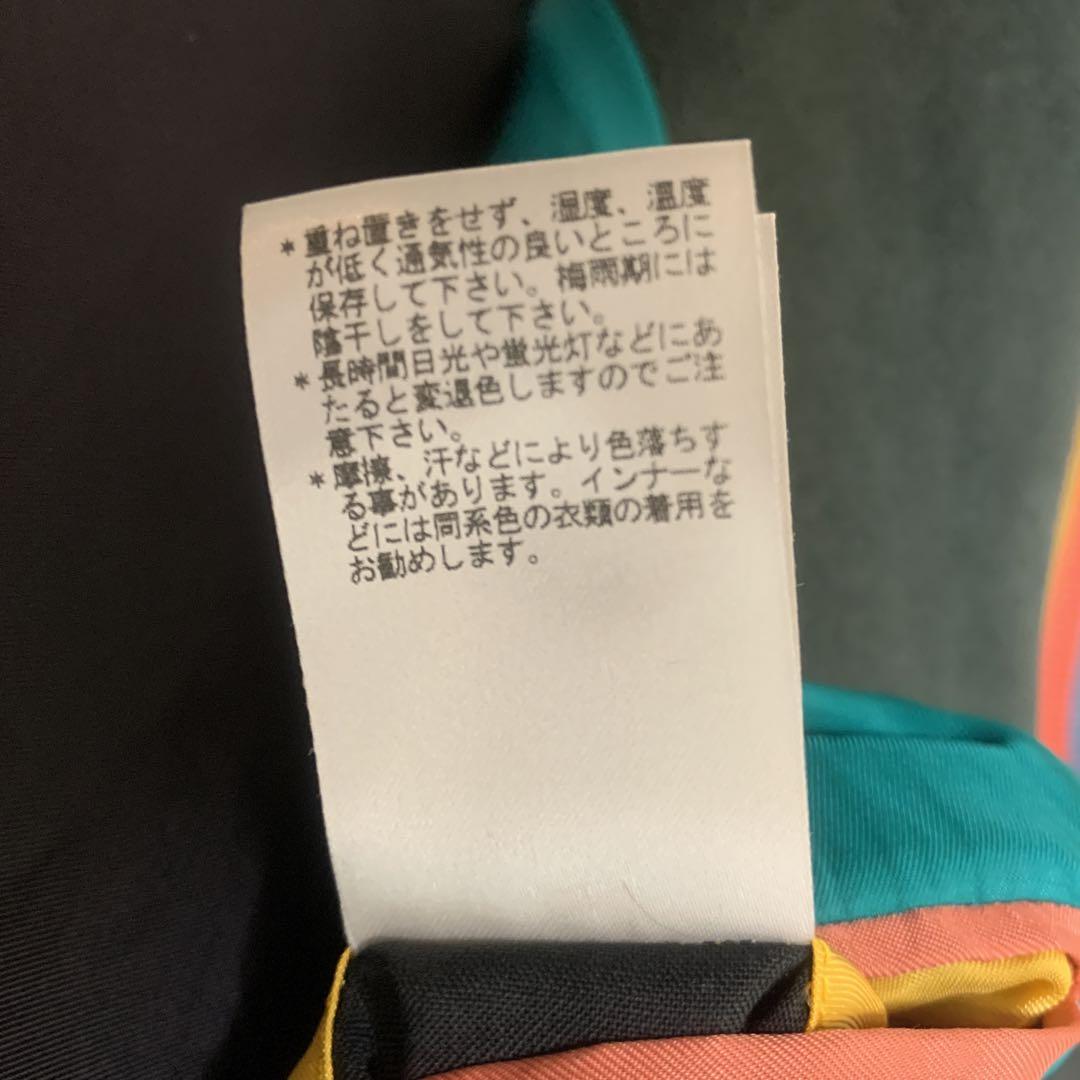 *重ね置きをせず、湿度、温度
が低く通気性の良いところに
保存して下さい。梅雨期には
陰干しをして下さい。
*長時間日光や蛍光灯などにあ
たると変退色しますのでご注
意下さい。
*摩擦、汗などにより色落ちす
る事があります。インナーな
どには同系色の衣類の着用を
お勧めします。